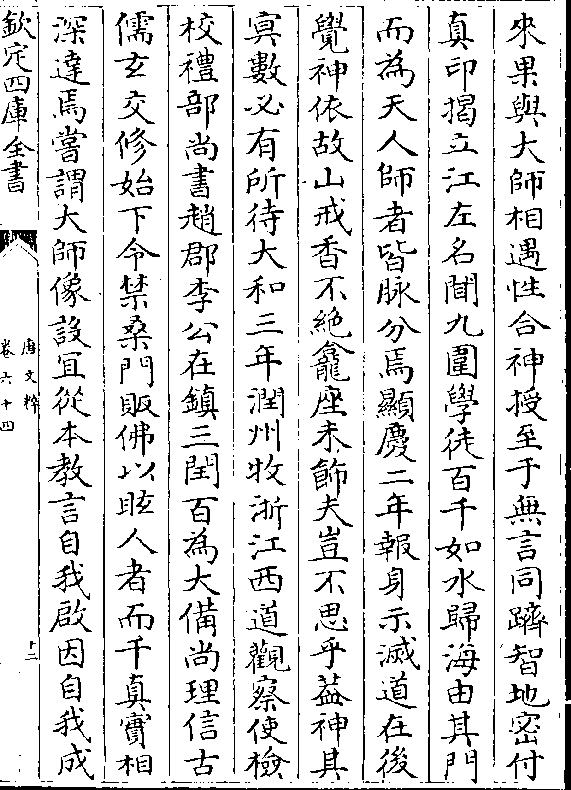 來果與大師相遇性合神授至于無言同躋智地密付
真印揭立江左名聞九圍學徒百千如水歸海由其門
而為天人師者皆脉分焉顯慶二年報身示滅道在後
覺神依故山戒香不絶龕座未飾夫豈不思乎葢神期
冥數必有所待大和三年潤州牧浙江西道觀察使檢
校禮部尚書趙郡李公在鎮三閏百為大備尚理信古
儒玄交修始下令禁桑門販佛以眩人者而于真實相
深達焉嘗謂大師像設宜從本教言自我啟因自我成
欽定四庫全書
唐文粹
卷六十四
十二